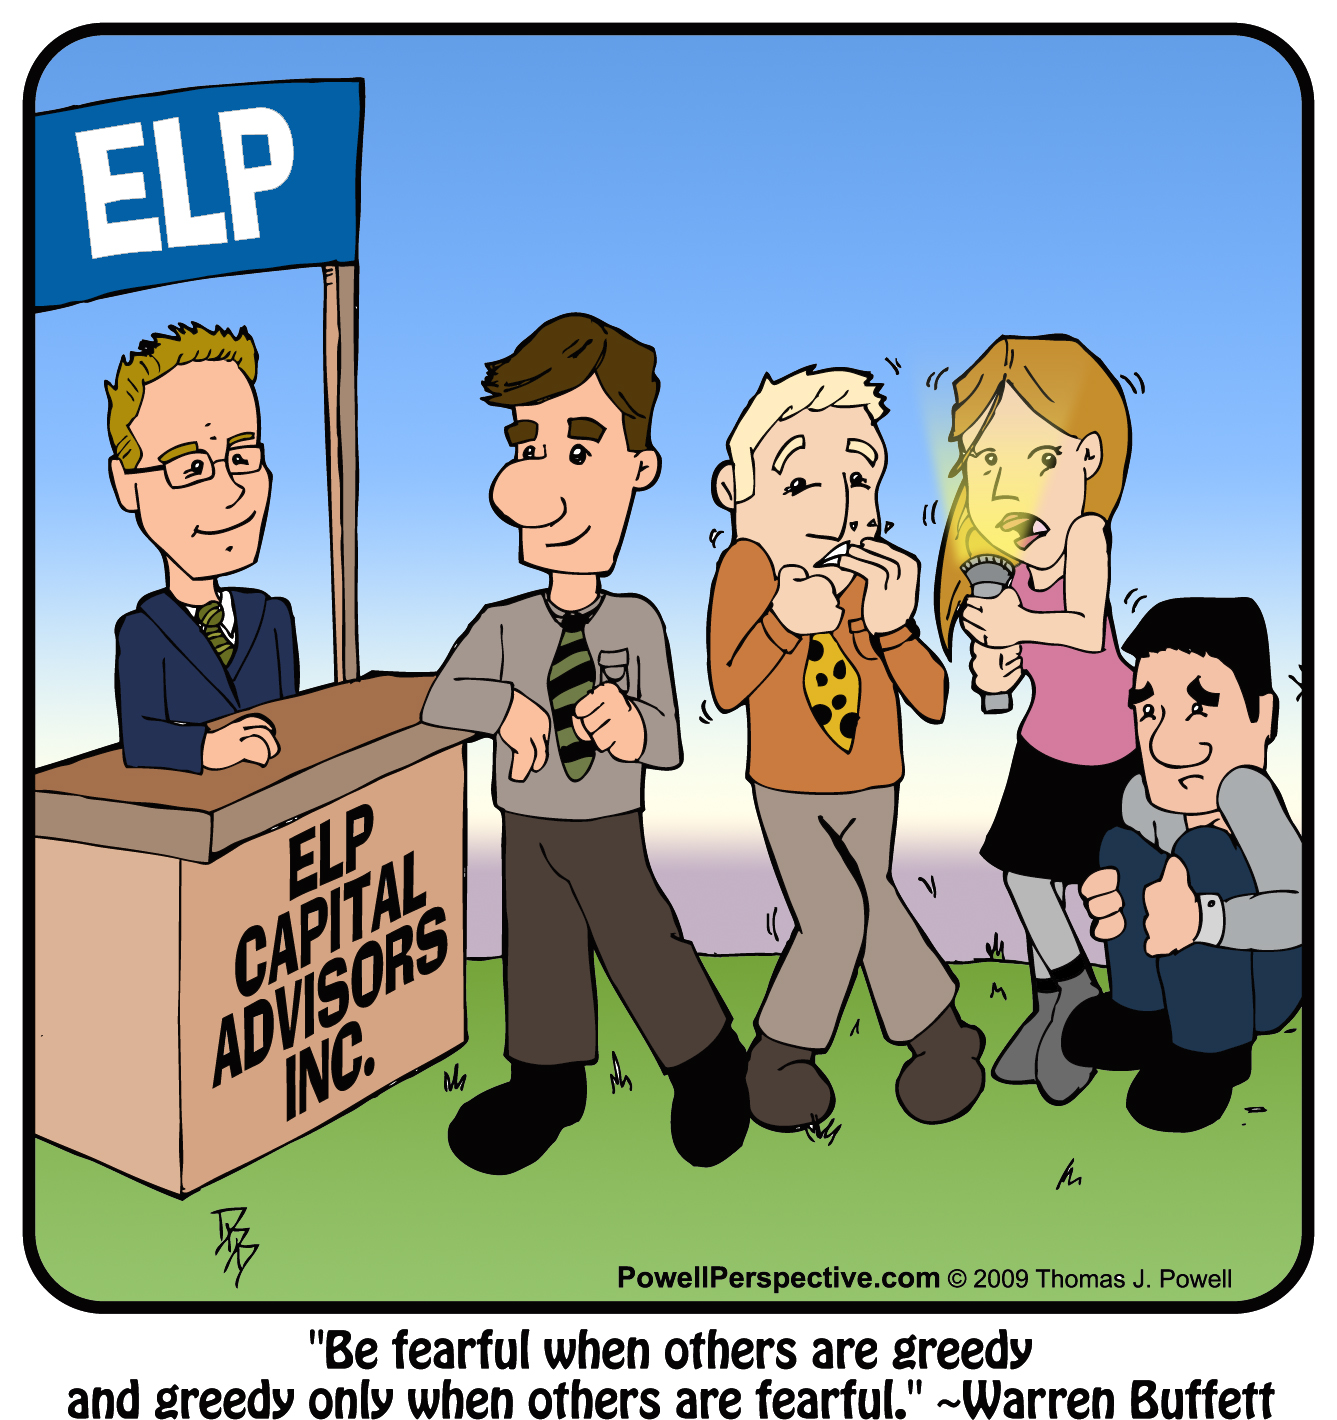 ELP
ELP
CAPITAL
ADVISORS
INC.
PowellPerspective.com © 2009 Thomas J. Powell
"Be fearful when others are greedy
and greedy only when others are fearful." ~Warren Buffett